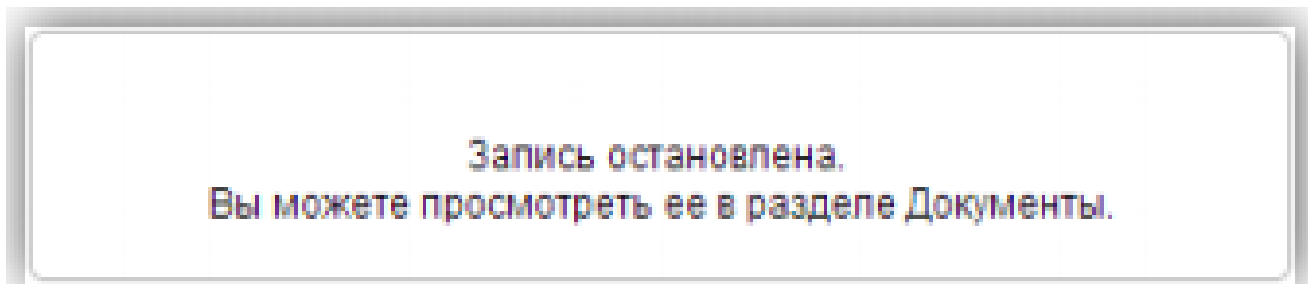 Запись остановлена.
Вы можете просмотреть ее в разделе Документы.